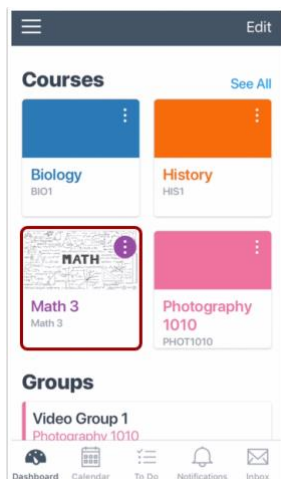 Edit
Courses
See All
Biology
BIO1
History
HIS1
MATH
Math 3
Math 3
Photography
1010
PHOT1010
Groups
Video Group 1
Photography 1010
Dashboard Calendar To Do Notifications Inbox